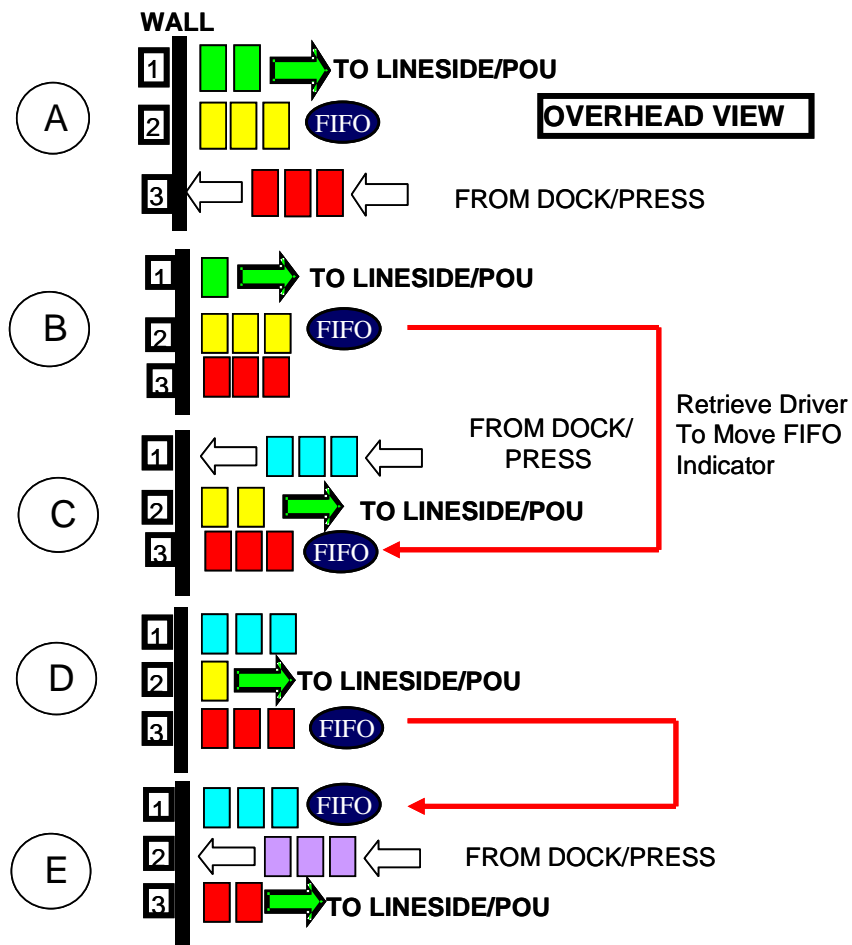 WALL
1
TO LINESIDE/POU
A
2
FIFO
OVERHEAD VIEW
3
FROM DOCK/PRESS
1
TO LINESIDE/POU
B
2
FIFO
3
Retrieve Driver
To Move FIFO
Indicator
1
FROM DOCK/
PRESS
C
2
TO LINESIDE/POU
3
FIFO
1
D
2
TO LINESIDE/POU
3
FIFO
1
FIFO
E
2
FROM DOCK/PRESS
3
TO LINESIDE/POU